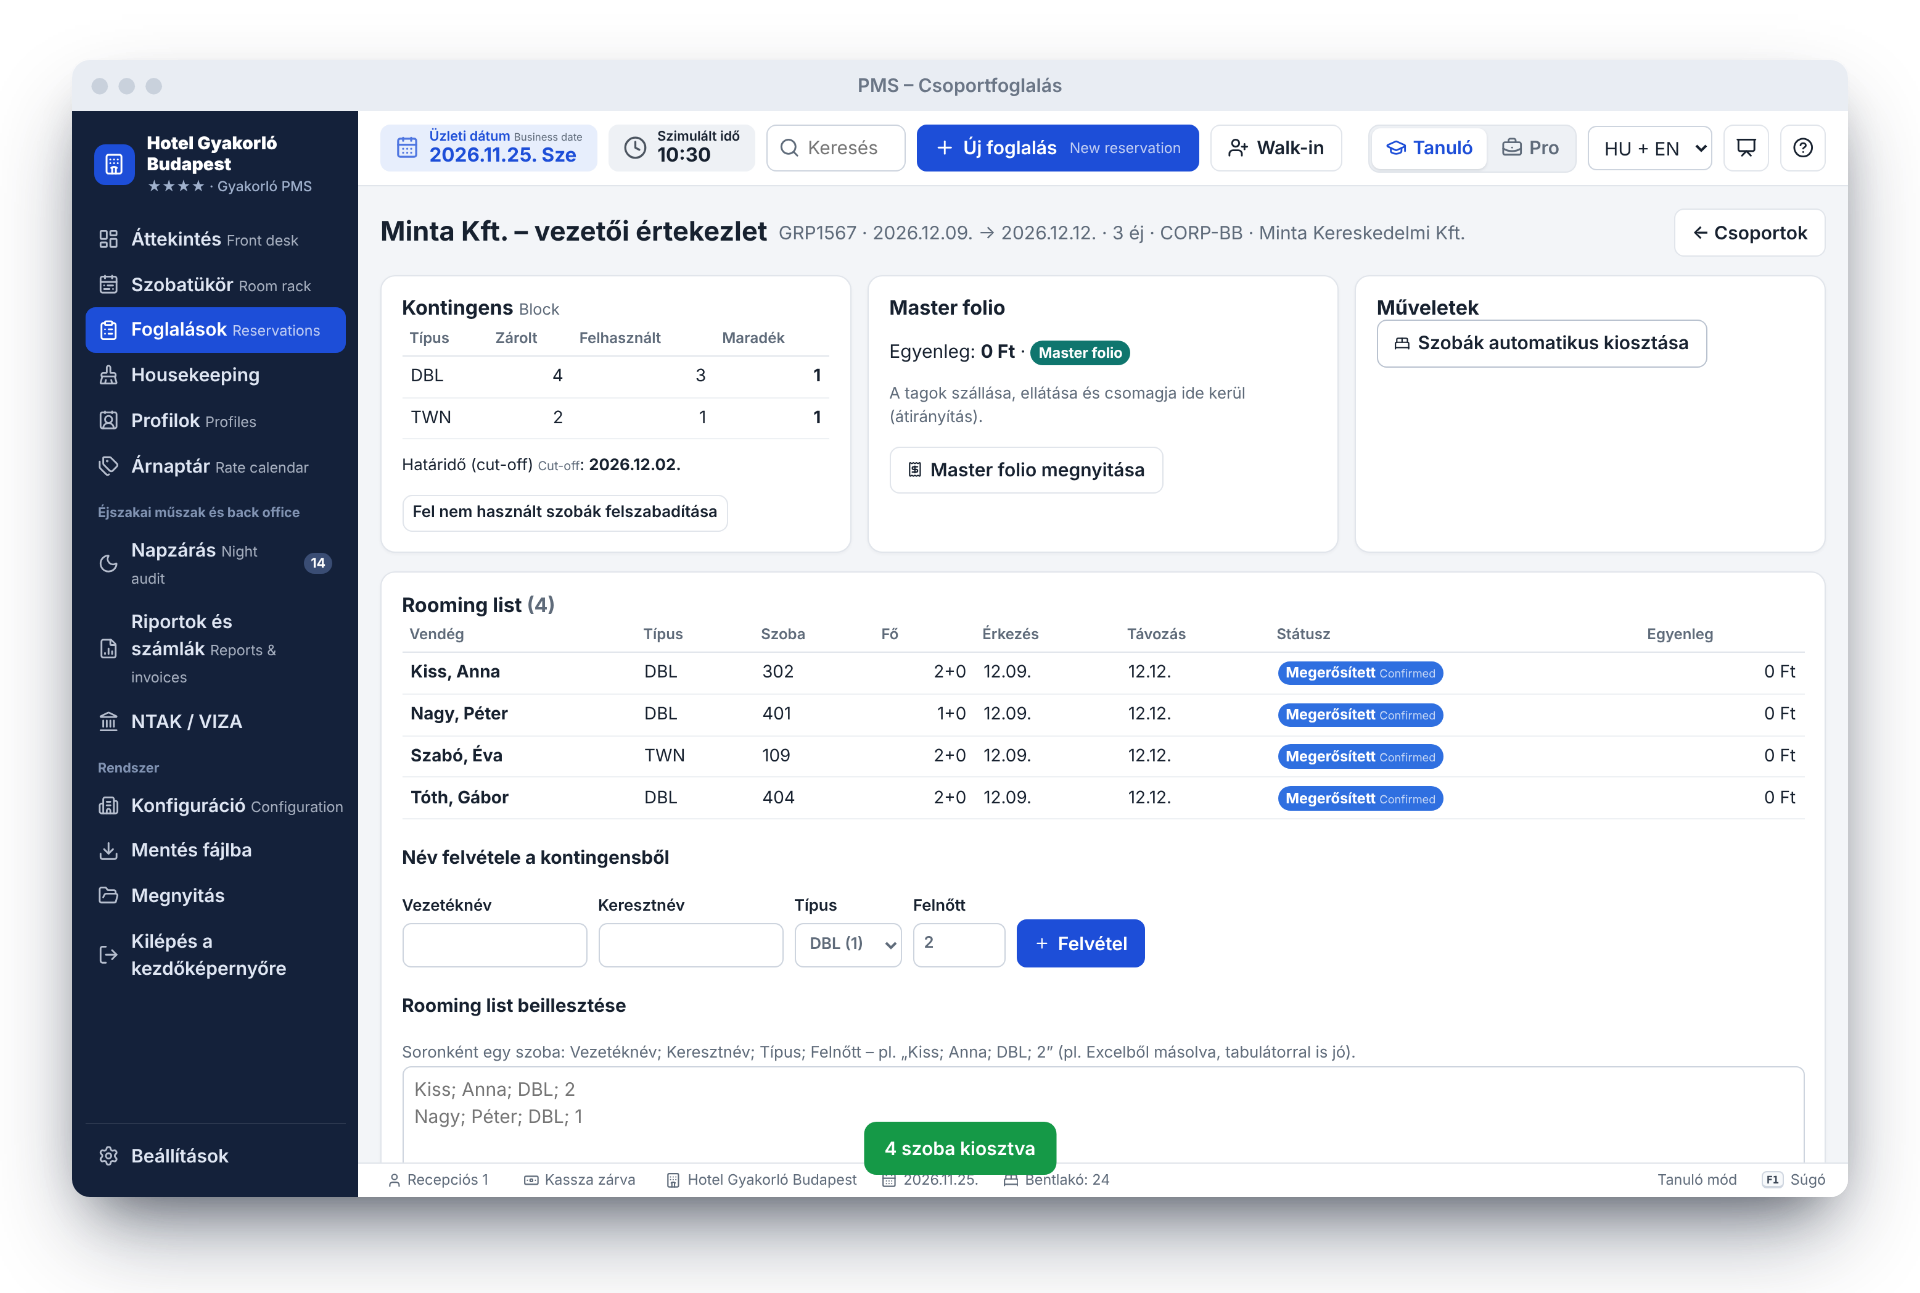 PMS – Csoportfoglalás
Hotel Gyakorló
Budapest
★★★★ · Gyakorló PMS
Áttekintés Front desk
Szobatükör Room rack
Foglalások Reservations
Housekeeping
Profilok Profiles
Árnaptár Rate calendar
Éjszakai műszak és back office
Napzárás Night
audit
14
Riportok és
számlák Reports &
invoices
NTAK / VIZA
Rendszer
Konfiguráció Configuration
Mentés fájlba
Megnyitás
Kilépés a
kezdőképernyőre
Beállítások
Üzleti dátum Business date
2026.11.25. Sze
Szimulált idő
10:30
Keresés
+ Új foglalás New reservation
Walk-in
Tanuló
Pro
HU + EN
Minta Kft. – vezetői értekezlet GRP1567 · 2026.12.09. → 2026.12.12. · 3 éj · CORP-BB · Minta Kereskedelmi Kft.
← Csoportok
Kontingens Block
Típus Zárolt Felhasznált Maradék
DBL 4 3 1
TWN 2 1 1
Határidő (cut-off) Cut-off: 2026.12.02.
Fel nem használt szobák felszabadítása
Master folio
Egyenleg: 0 Ft · Master folio
A tagok szállása, ellátása és csomagja ide kerül
(átirányítás).
Master folio megnyitása
Műveletek
Szobák automatikus kiosztása
Rooming list (4)
Vendég Típus Szoba Fő Érkezés Távozás Státusz Egyenleg
Kiss, Anna DBL 302 2+0 12.09. 12.12. Megerősített Confirmed 0 Ft
Nagy, Péter DBL 401 1+0 12.09. 12.12. Megerősített Confirmed 0 Ft
Szabó, Éva TWN 109 2+0 12.09. 12.12. Megerősített Confirmed 0 Ft
Tóth, Gábor DBL 404 2+0 12.09. 12.12. Megerősített Confirmed 0 Ft
Név felvétele a kontingensből
Vezetéknév Keresztnév Típus Felnőtt
DBL (1) 2 + Felvétel
Rooming list beillesztése
Soronként egy szoba: Vezetéknév; Keresztnév; Típus; Felnőtt – pl. „Kiss; Anna; DBL; 2” (pl. Excelből másolva, tabulátorral is jó).
Kiss; Anna; DBL; 2
Nagy; Péter; DBL; 1
4 szoba kiosztva
Recepciós 1 Kassza zárva Hotel Gyakorló Budapest 2026.11.25. Bentlakó: 24 Tanuló mód F1 Súgó